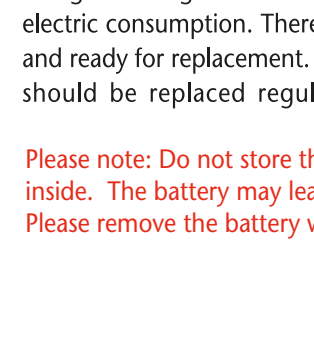 electric consumption. There
and ready for replacement.
should be replaced regul
Please note: Do not store th
inside. The battery may lea
Please remove the battery w